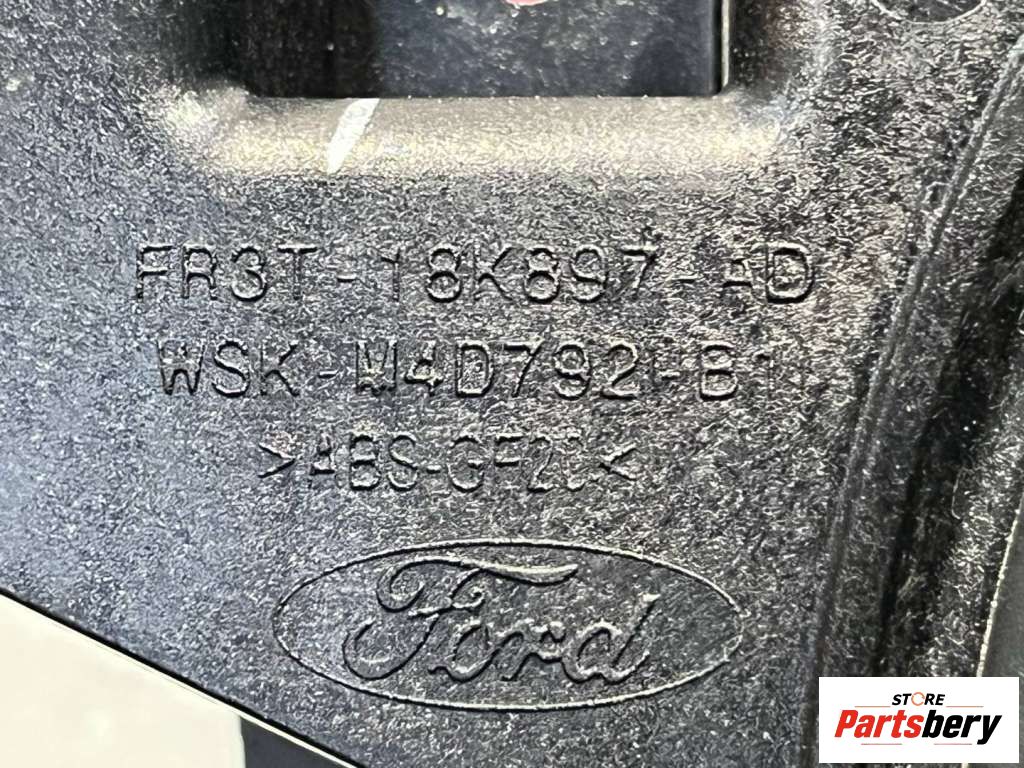 FR3T-18K897-AD
WSK-M4D792-B1
>ABS-GF20<
Ford
STORE
Partsbery